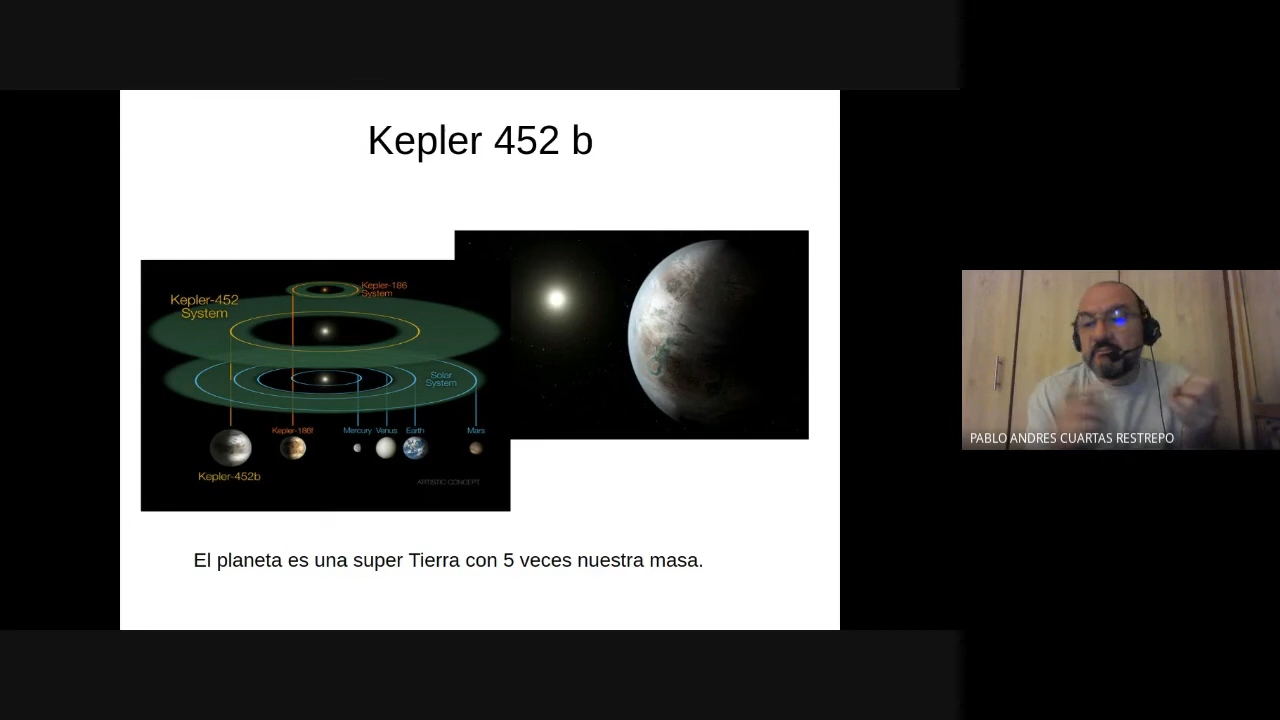 Kepler 452 b
Kepler-186
System
Kepler-452
System
Solar
System
Kepler-186f
Mercury
Venus
Earth
Mars
Kepler-452b
ARTISTIC CONCEPT
El planeta es una super Tierra con 5 veces nuestra masa.
PABLO ANDRES CUARTAS RESTREPO